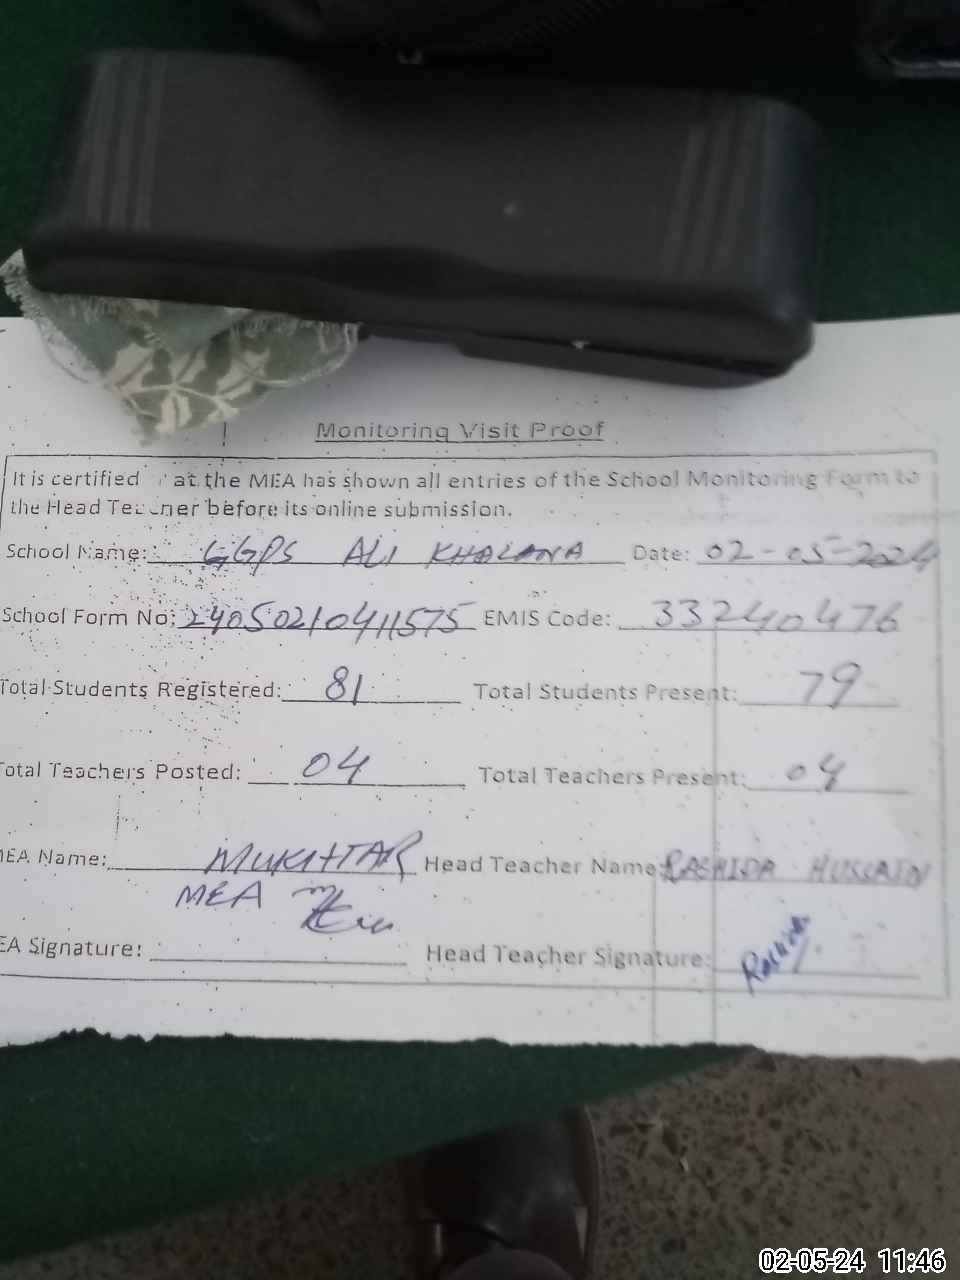 Monitoring Visit Proof
It is certified at the MEA has shown all entries of the School Monitoring Form to
the Head Teacher before its online submission.
School Name: GGPS ALI KHALANA Date: 02-05-2024
School Form No: 24050210411575 EMIS Code: 33240476
Total Students Registered: 81 Total Students Present: 79
Total Teachers Posted: 04 Total Teachers Present: 04
MEA Name: MUKHTAR Head Teacher Name: RASHIDA HUSSAIN
MEA
EA Signature: Head Teacher Signature:
02-05-24 11:46